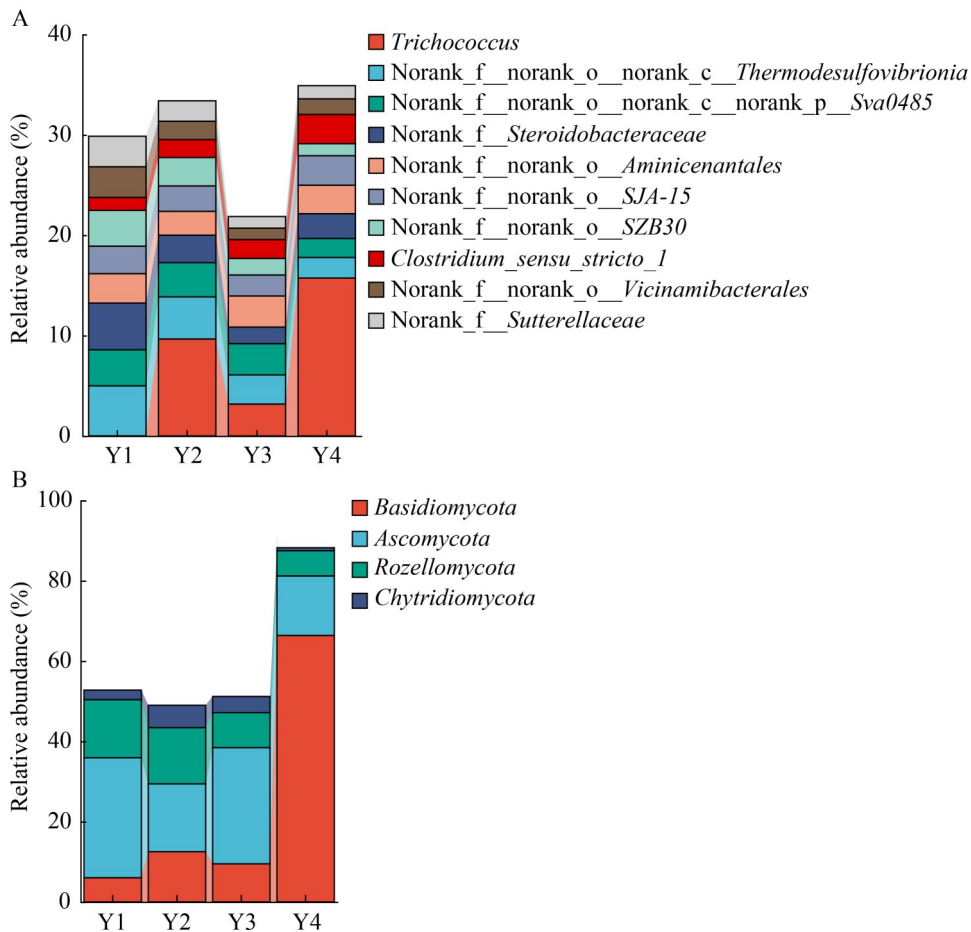 A
40
30
20
10
0
Relative abundance (%)
Y1 Y2 Y3 Y4
Trichococcus
Norank_f__norank_o__norank_c__Thermodesulfovibrionia
Norank_f__norank_o__norank_c__norank_p__Sva0485
Norank_f__Steroidobacteraceae
Norank_f__norank_o__Aminicenantales
Norank_f__norank_o__SJA-15
Norank_f__norank_o__SZB30
Clostridium_sensu_stricto_1
Norank_f__norank_o__Vicinamibacterales
Norank_f__Sutterellaceae
B
100
80
60
40
20
0
Relative abundance (%)
Y1 Y2 Y3 Y4
Basidiomycota
Ascomycota
Rozellomycota
Chytridiomycota